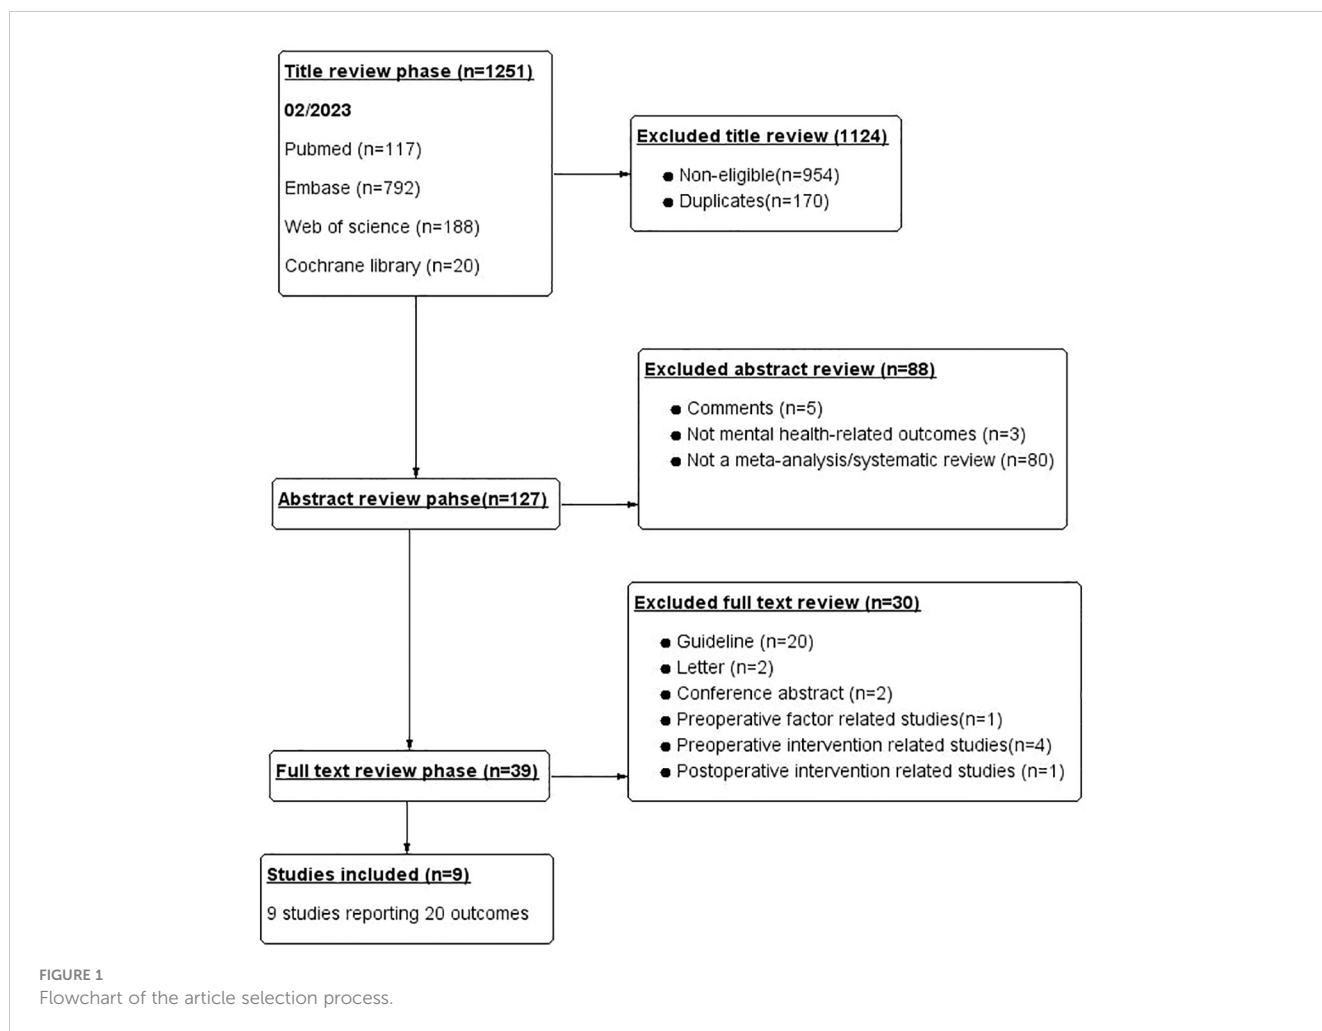 Title review phase (n=1251)
02/2023
Pubmed (n=117)
Embase (n=792)
Web of science (n=188)
Cochrane library (n=20)
Excluded title review (1124)
● Non-eligible(n=954)
● Duplicates(n=170)
Excluded abstract review (n=88)
● Comments (n=5)
● Not mental health-related outcomes (n=3)
● Not a meta-analysis/systematic review (n=80)
Abstract review pahse(n=127)
Excluded full text review (n=30)
● Guideline (n=20)
● Letter (n=2)
● Conference abstract (n=2)
● Preoperative factor related studies(n=1)
● Preoperative intervention related studies(n=4)
● Postoperative intervention related studies (n=1)
Full text review phase (n=39)
Studies included (n=9)
9 studies reporting 20 outcomes
FIGURE 1
Flowchart of the article selection process.